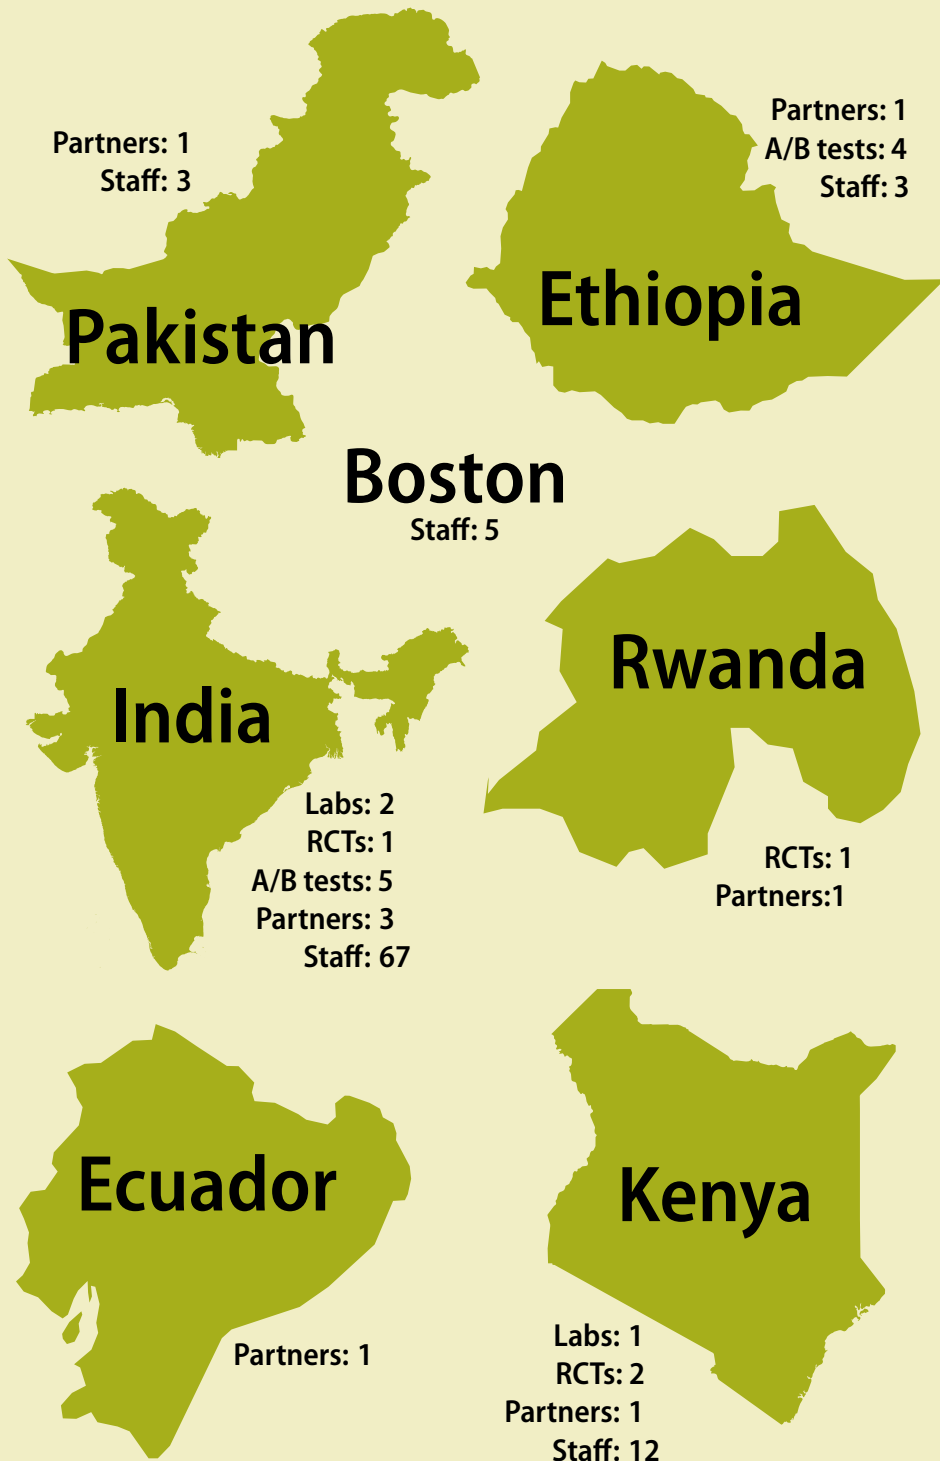 Partners: 1
Staff: 3
Pakistan
Partners: 1
A/B tests: 4
Staff: 3
Ethiopia
Boston
Staff: 5
India
Labs: 2
RCTs: 1
A/B tests: 5
Partners: 3
Staff: 67
Rwanda
RCTs: 1
Partners:1
Ecuador
Partners: 1
Kenya
Labs: 1
RCTs: 2
Partners: 1
Staff: 12